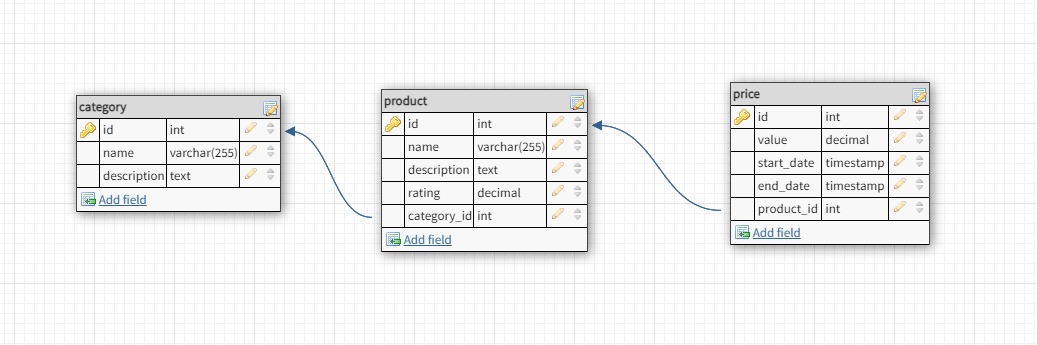 category
id int
name varchar(255)
description text
Add field
product
id int
name varchar(255)
description text
rating decimal
category_id int
Add field
price
id int
value decimal
start_date timestamp
end_date timestamp
product_id int
Add field